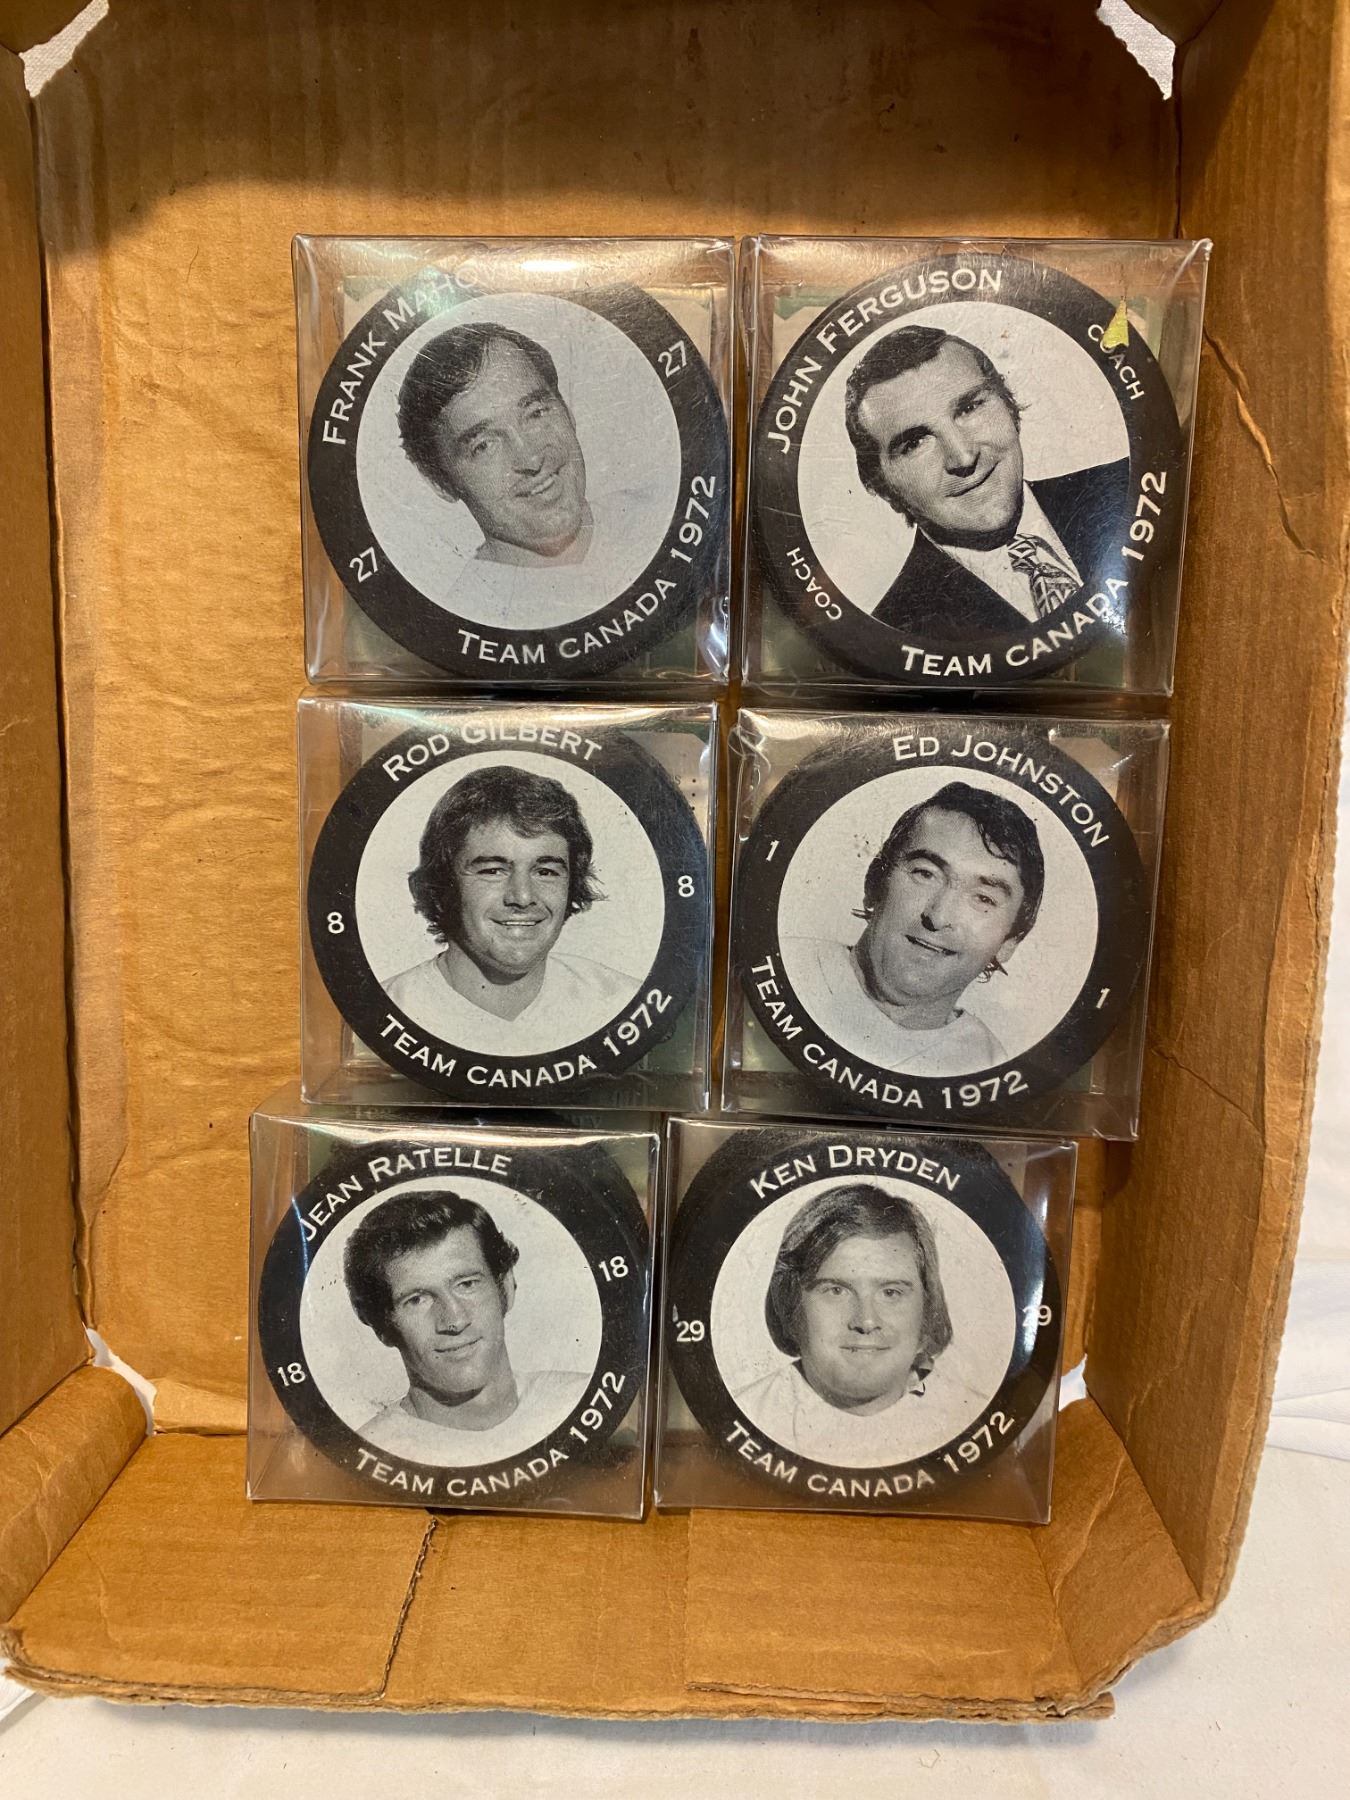 FRANK
27
27
TEAM CANADA 1972
JOHN FERGUSON
COACH
COACH
TEAM CANADA 1972
ROD GILBERT
8
8
TEAM CANADA 1972
ED JOHNSTON
1
1
TEAM CANADA 1972
JEAN RATELLE
18
18
TEAM CANADA 1972
KEN DRYDEN
29
29
TEAM CANADA 1972